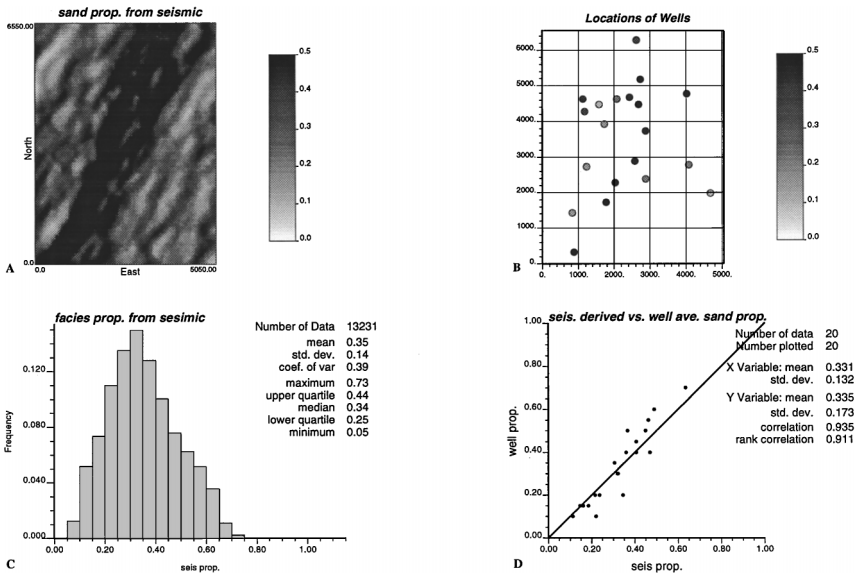 sand prop. from seismic
6550.00
North
0.0
0.0
East
5050.00
0.5
0.4
0.3
0.2
0.1
0.0
A
Locations of Wells
6000.
5000.
4000.
3000.
2000.
1000.
0.
0.
1000.
2000.
3000.
4000.
5000.
0.5
0.4
0.3
0.2
0.1
0.0
B
facies prop. from sesimic
Frequency
0.120
0.080
0.040
0.000
0.00
0.20
0.40
0.60
0.80
1.00
seis prop.
Number of Data 13231
mean 0.35
std. dev. 0.14
coef. of var 0.39
maximum 0.73
upper quartile 0.44
median 0.34
lower quartile 0.25
minimum 0.05
C
seis. derived vs. well ave. sand prop.
well prop.
1.00
0.80
0.60
0.40
0.20
0.00
0.00
0.20
0.40
0.60
0.80
1.00
seis prop.
Number of data 20
Number plotted 20
X Variable: mean 0.331
std. dev. 0.132
Y Variable: mean 0.335
std. dev. 0.173
correlation 0.935
rank correlation 0.911
D